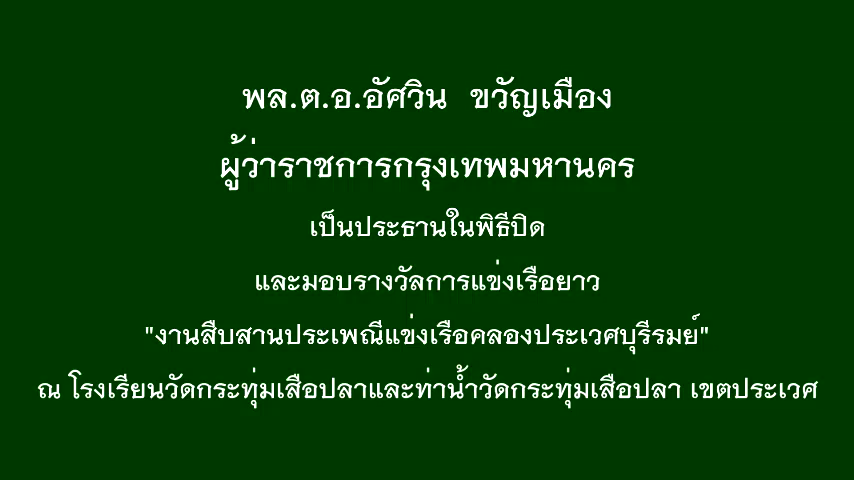 พล.ต.อ.อัศวิน ขวัญเมือง
ผู้ว่าราชการกรุงเทพมหานคร
เป็นประธานในพิธีปิด
และมอบรางวัลการแข่งเรือยาว
"งานสืบสานประเพณีแข่งเรือคลองประเวศบุรีรมย์"
ณ โรงเรียนวัดกระทุ่มเสือปลาและท่าน้ำวัดกระทุ่มเสือปลา เขตประเวศ